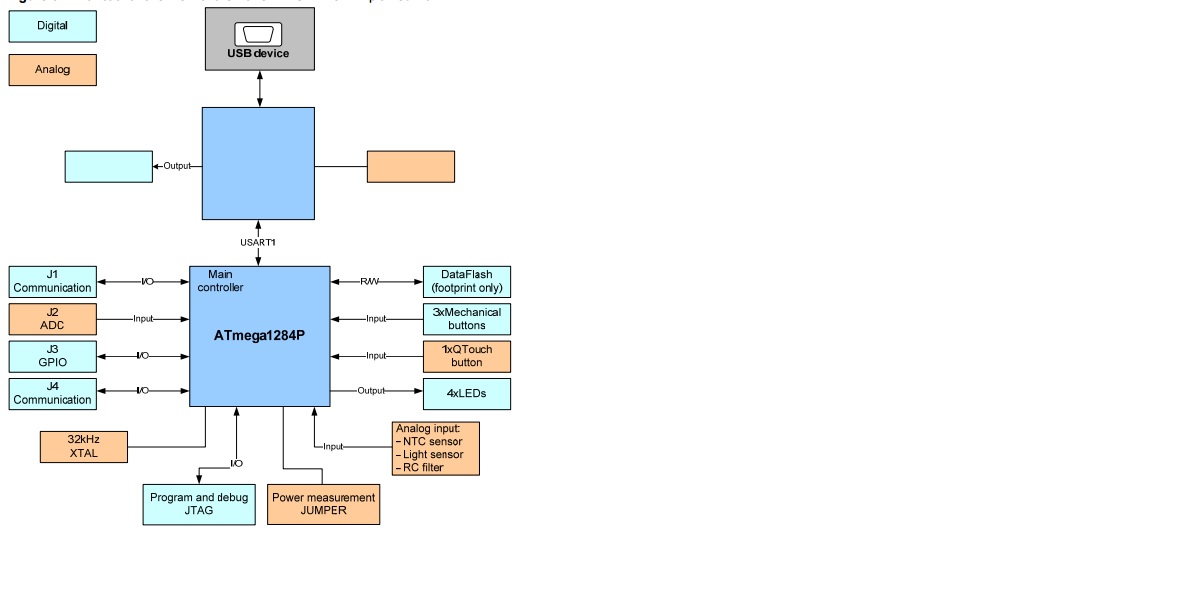 Digital
Analog
USB device
Output
USART1
Main
controller
ATmega1284P
J1
Communication
I/O
J2
ADC
Input
J3
GPIO
I/O
J4
Communication
I/O
R/W
DataFlash
(footprint only)
Input
3xMechanical
buttons
Input
1xQTouch
button
Output
4xLEDs
32kHz
XTAL
I/O
Input
Analog input:
– NTC sensor
– Light sensor
– RC filter
Program and debug
JTAG
Power measurement
JUMPER